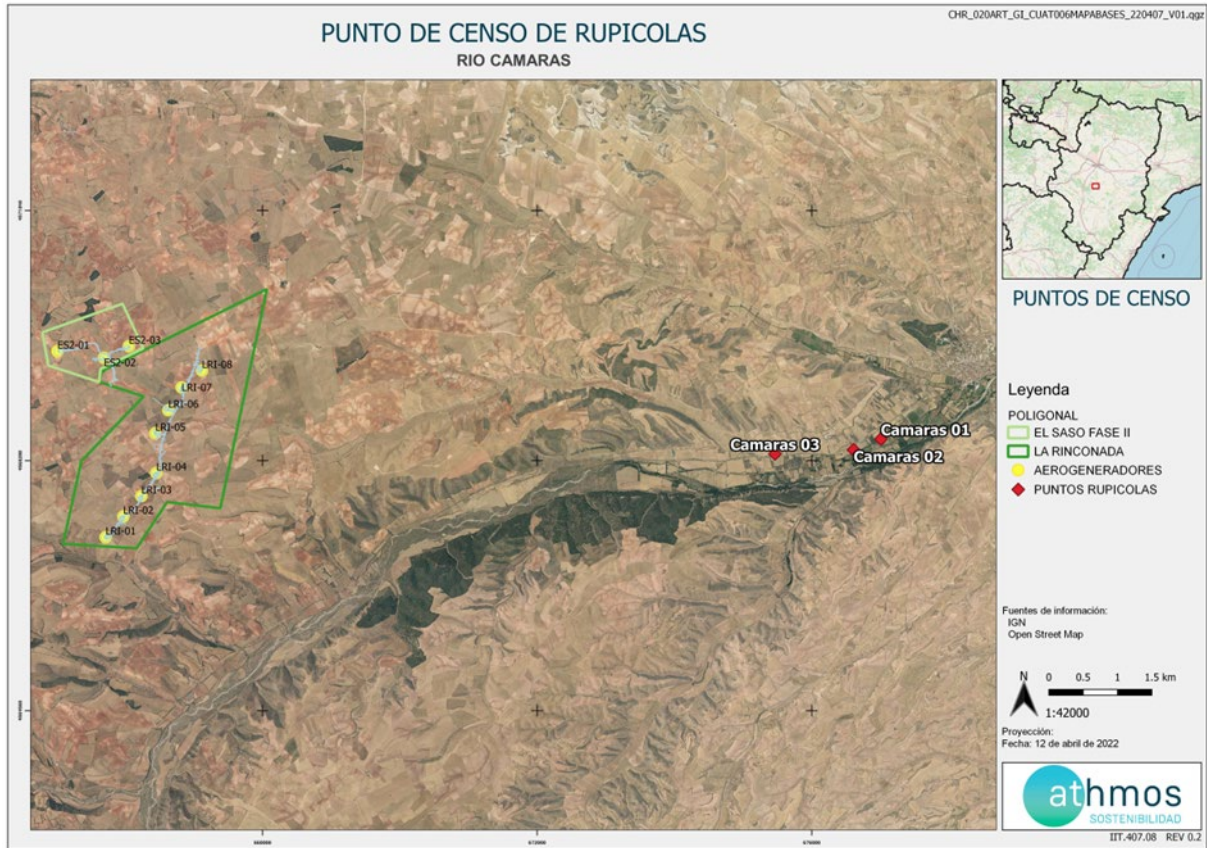 CHR_020ART_GI_CUAT006MAPABASES_220407_V01.qgz
PUNTO DE CENSO DE RUPICOLAS
RIO CAMARAS
ES2-01
ES2-03
ES2-02
LRI-08
LRI-07
LRI-06
LRI-05
LRI-04
LRI-03
LRI-02
LRI-01
Camaras 03
Camaras 01
Camaras 02
668000
672000
676000
PUNTOS DE CENSO
Leyenda
POLIGONAL
EL SASO FASE II
LA RINCONADA
AEROGENERADORES
PUNTOS RUPICOLAS
Fuentes de información:
IGN
Open Street Map
N
0 0.5 1 1.5 km
1:42000
Proyección:
Fecha: 12 de abril de 2022
athmos
SOSTENIBILIDAD
IIT.407.08 REV 0.2